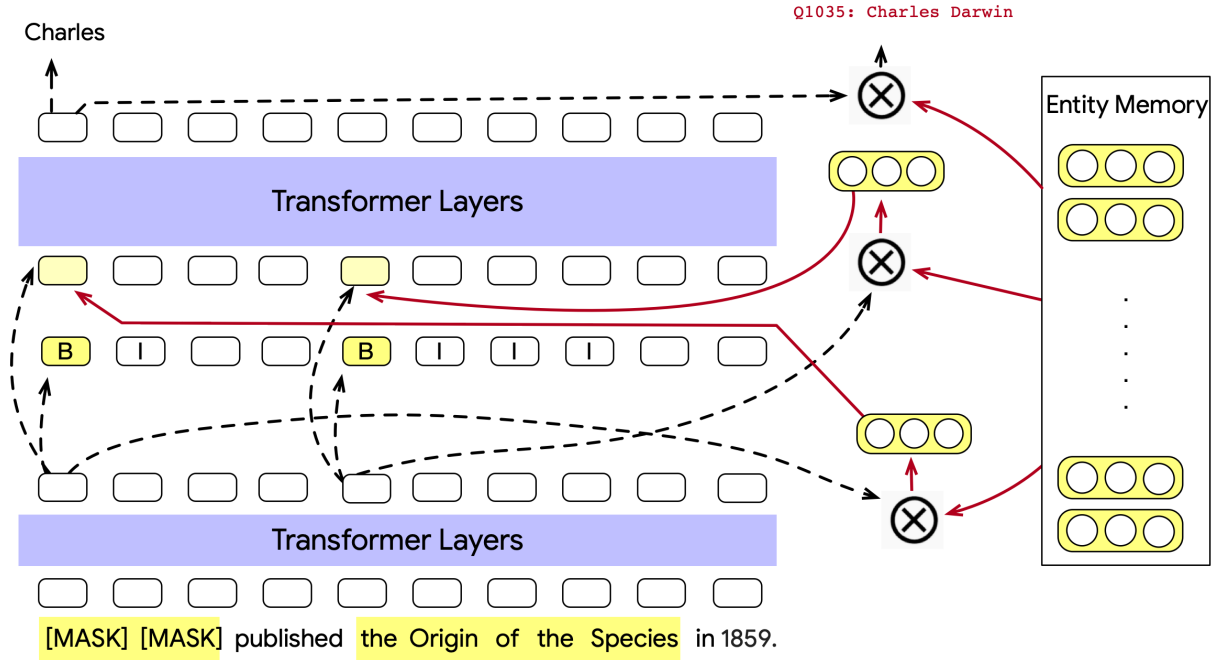 Q1035: Charles Darwin
Charles
Entity Memory
Transformer Layers
B I B I I I
Transformer Layers
[MASK] [MASK] published the Origin of the Species in 1859.